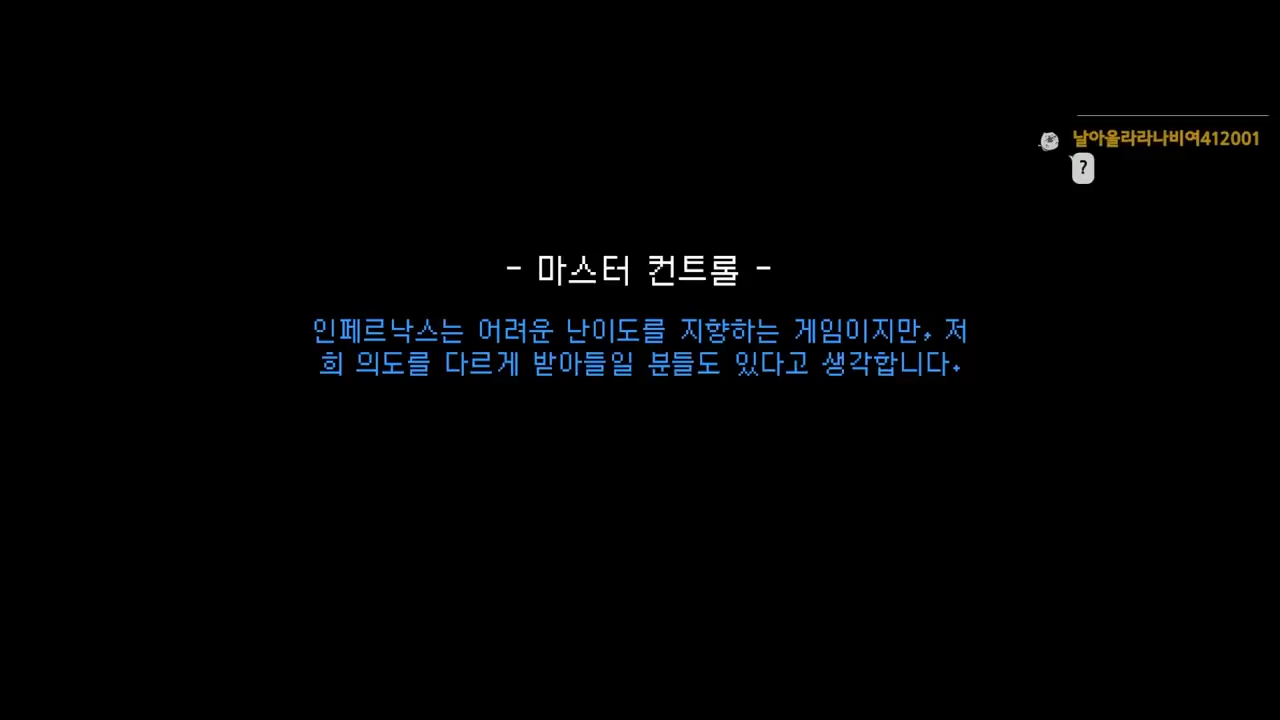 날아올라라나비여412001
?
- 마스터 컨트롤 -
인페르낙스는 어려운 난이도를 지향하는 게임이지만, 저
희 의도를 다르게 받아들일 분들도 있다고 생각합니다.